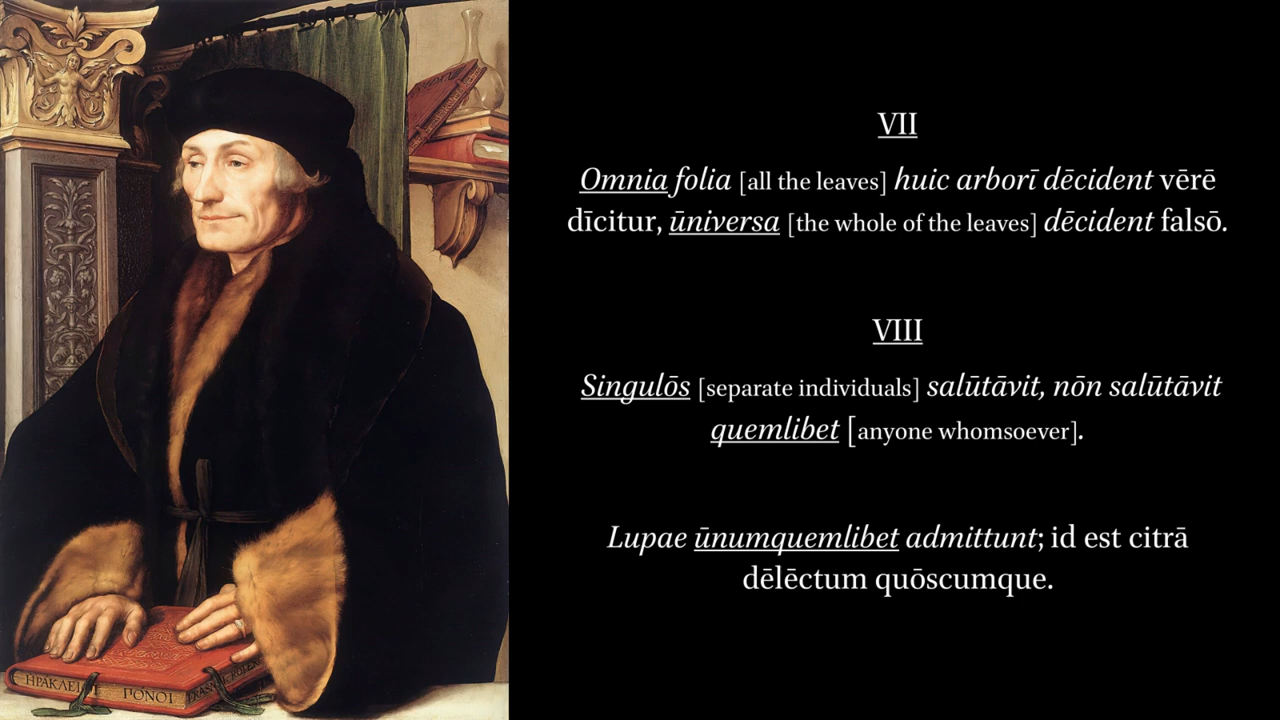 VII
Omnia folia [all the leaves] huic arborī dēcident vērē
dīcitur, ūniversa [the whole of the leaves] dēcident falsō.
VIII
Singulōs [separate individuals] salūtāvit, nōn salūtāvit
quemlibet [anyone whomsoever].
Lupae ūnumquemlibet admittunt; id est citrā
dēlēctum quōscumque.
ΗΡΑΚΛΕΙΟΙ ΠΟΝΟΙ